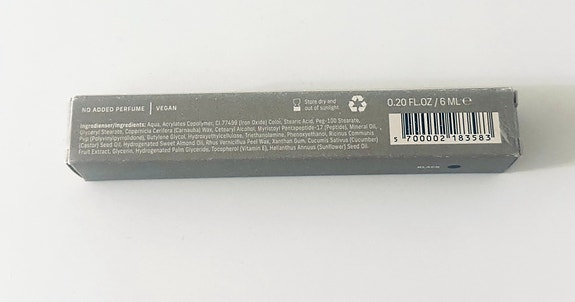 NO ADDED PERFUME | VEGAN
Store dry and
out of sunlight
0.20 FL.OZ / 6 ML ℮
Ingredienser/Ingredients: Aqua, Acrylates Copolymer, CI 77499 (Iron Oxide) Color, Stearic Acid, Peg-100 Stearate,
Glyceryl Stearate, Copernicia Cerifera (Carnauba) Wax, Cetearyl Alcohol, Myristoyl Pentapeptide-17 (Peptide), Mineral Oil,
Pvp (Polyvinylpyrrolidone), Butylene Glycol, Hydroxyethylcellulose, Triethanolamine, Phenoxyethanol, Ricinus Communis
(Castor) Seed Oil, Hydrogenated Sweet Almond Oil, Rhus Verniciflua Peel Wax, Xanthan Gum, Cucumis Sativus (Cucumber)
Fruit Extract, Glycerin, Hydrogenated Palm Glyceride, Tocopherol (Vitamin E), Helianthus Annuus (Sunflower) Seed Oil.
5 700002 183583
BLACK